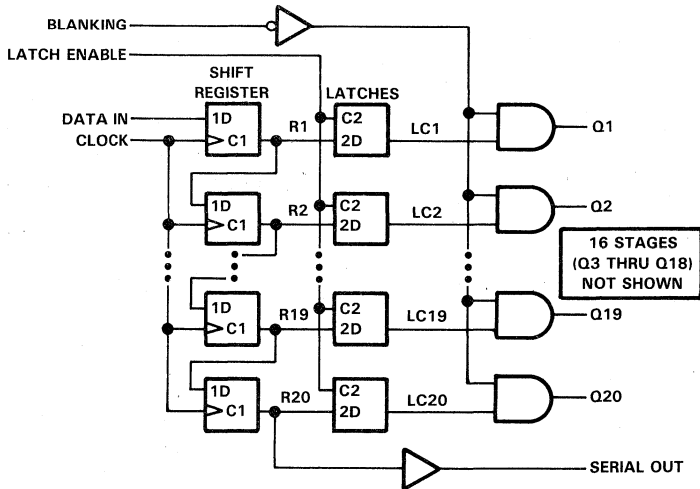 BLANKING
LATCH ENABLE
SHIFT
REGISTER
LATCHES
DATA IN
CLOCK
1D
C1
R1
C2
2D
LC1
Q1
1D
C1
R2
C2
2D
LC2
Q2
16 STAGES
(Q3 THRU Q18)
NOT SHOWN
1D
C1
R19
C2
2D
LC19
Q19
1D
C1
R20
C2
2D
LC20
Q20
SERIAL OUT